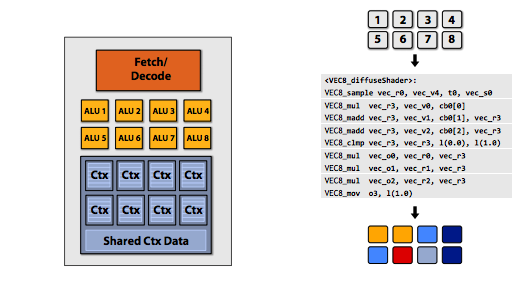 Fetch/
Decode
ALU 1 ALU 2 ALU 3 ALU 4
ALU 5 ALU 6 ALU 7 ALU 8
Ctx Ctx Ctx Ctx
Ctx Ctx Ctx Ctx
Shared Ctx Data
1 2 3 4
5 6 7 8
<VEC8_diffuseShader>:
VEC8_sample vec_r0, vec_v4, t0, vec_s0
VEC8_mul vec_r3, vec_v0, cb0[0]
VEC8_madd vec_r3, vec_v1, cb0[1], vec_r3
VEC8_madd vec_r3, vec_v2, cb0[2], vec_r3
VEC8_clmp vec_r3, vec_r3, l(0.0), l(1.0)
VEC8_mul vec_o0, vec_r0, vec_r3
VEC8_mul vec_o1, vec_r1, vec_r3
VEC8_mul vec_o2, vec_r2, vec_r3
VEC8_mov o3, l(1.0)